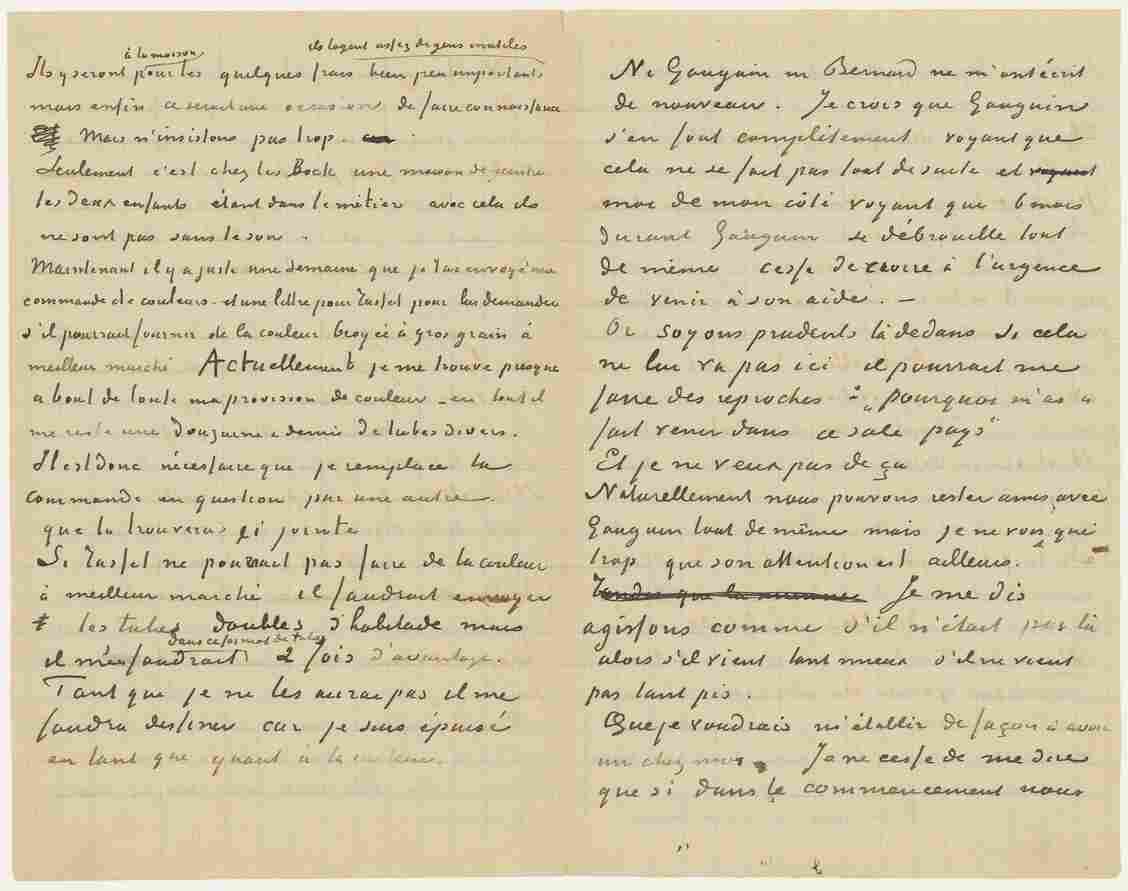 à la maison
ils logent assez de gens inutiles
Ils y seront pour les quelques frais bien peu importants
mais enfin ce serait une occasion de faire connaissance
Mais n'insistons pas trop.
Seulement c'est chez les Bock une maison de peintre
les deux enfants étant dans le métier avec cela ils
ne sont pas sans le son.
Maintenant il y a juste une semaine que je t'ai envoyé une
commande de couleurs – et une lettre pour Tasset pour lui demander
s'il pourrait fournir de la couleur broyée à gros grain à
meilleur marché Actuellement je me trouve presque
a bout de toute ma provision de couleur – en tout il
me reste une douzaine e demie de tubes divers.
Il est donc nécessaire que je remplace la
commande en question par une autre
que tu trouveras ci jointe
Si Tasset ne pourrait pas faire de la couleur
à meilleur marché il faudrait envoyer
les tubes doubles d'habitude mais
dans ce format de tubes
il m'en faudrait 2 fois d'avantage.
Tant que je ne les aurai pas il me
faudra dessiner car je suis épuisé
en tant que quant à la couleur.
Ni Gauguin ni Bernard ne m'ont écrit
de nouveau. Je crois que Gauguin
s'en fout complètement voyant que
cela ne se fait pas tout de suite et voyant
moi de mon côté voyant que 6 mois
durant Gauguin se débrouille tout
de même cesse de croire à l'urgence
de venir à son aide. –
Or soyons prudents là dedans si cela
ne lui va pas ici il pourrait me
faire des reproches : „pourquoi m'as tu
fait venir dans ce sale pays"
Et je ne veux pas de ça
Naturellement nous pouvons rester amis avec
Gauguin tout de même mais je ne vois que
trop que son attention est ailleurs.
Je me dis
agissons comme s'il n'était pas là
alors s'il vient tant mieux s'il ne vient
pas tant pis.
Que je voudrais m'établir de façon à avoir
un chez moi. Je ne cesse de me dire
que si dans le commencement nous